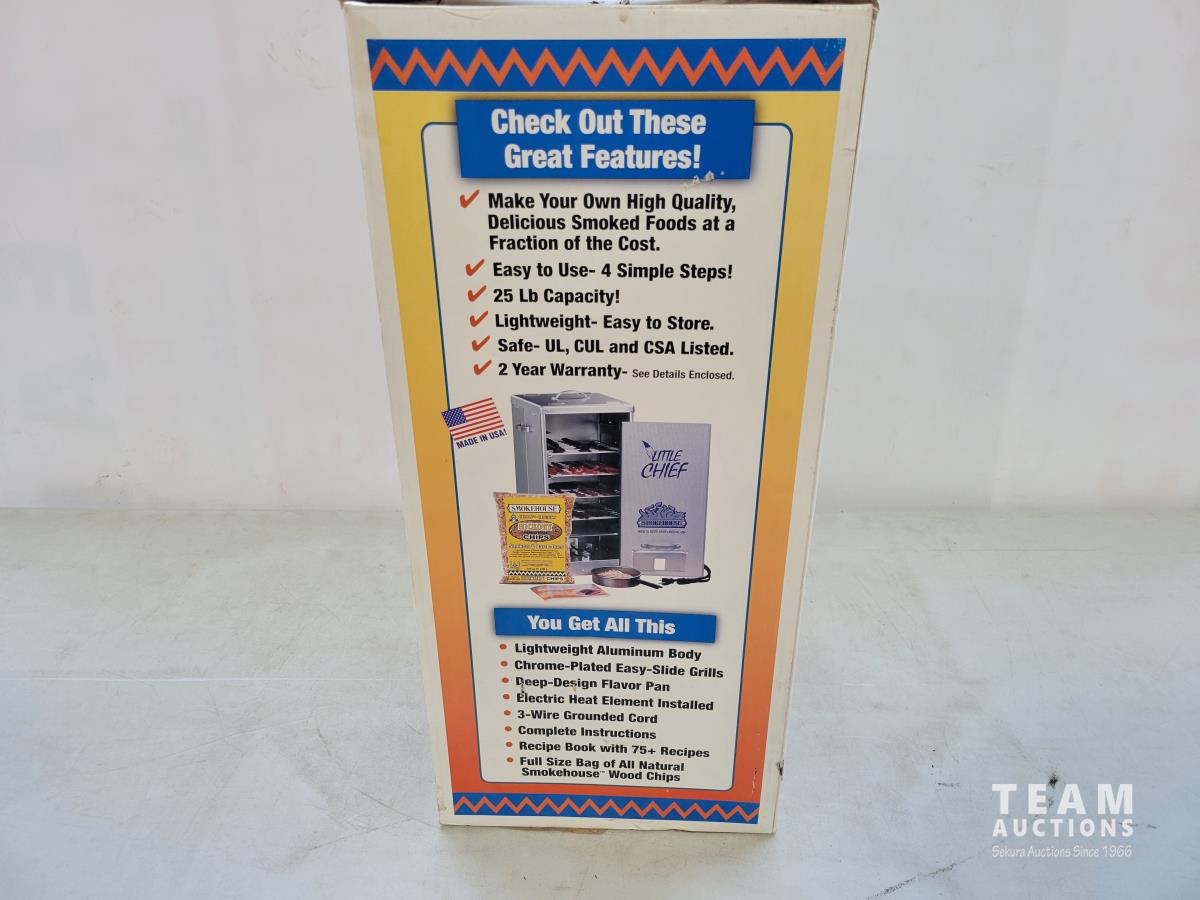 Check Out These
Great Features!
Make Your Own High Quality,
Delicious Smoked Foods at a
Fraction of the Cost.
Easy to Use- 4 Simple Steps!
25 Lb Capacity!
Lightweight- Easy to Store.
Safe- UL, CUL and CSA Listed.
2 Year Warranty- See Details Enclosed.
MADE IN USA!
LITTLE
CHIEF
SMOKEHOUSE
SMOKEHOUSE
HICKORY
CHIPS
You Get All This
Lightweight Aluminum Body
Chrome-Plated Easy-Slide Grills
Deep-Design Flavor Pan
Electric Heat Element Installed
3-Wire Grounded Cord
Complete Instructions
Recipe Book with 75+ Recipes
Full Size Bag of All Natural
Smokehouse™ Wood Chips
TEAM
AUCTIONS
Sekura Auctions Since 1966